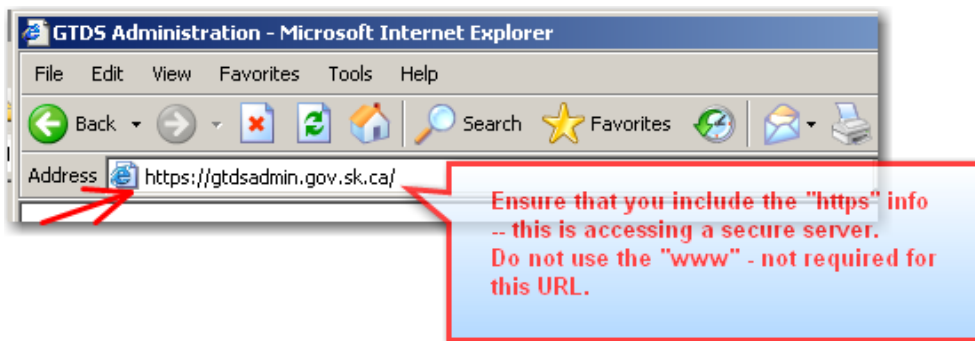 GTDS Administration - Microsoft Internet Explorer
File Edit View Favorites Tools Help
Back Search Favorites
Address https://gtdsadmin.gov.sk.ca/
Ensure that you include the "https" info
-- this is accessing a secure server.
Do not use the "www" - not required for
this URL.